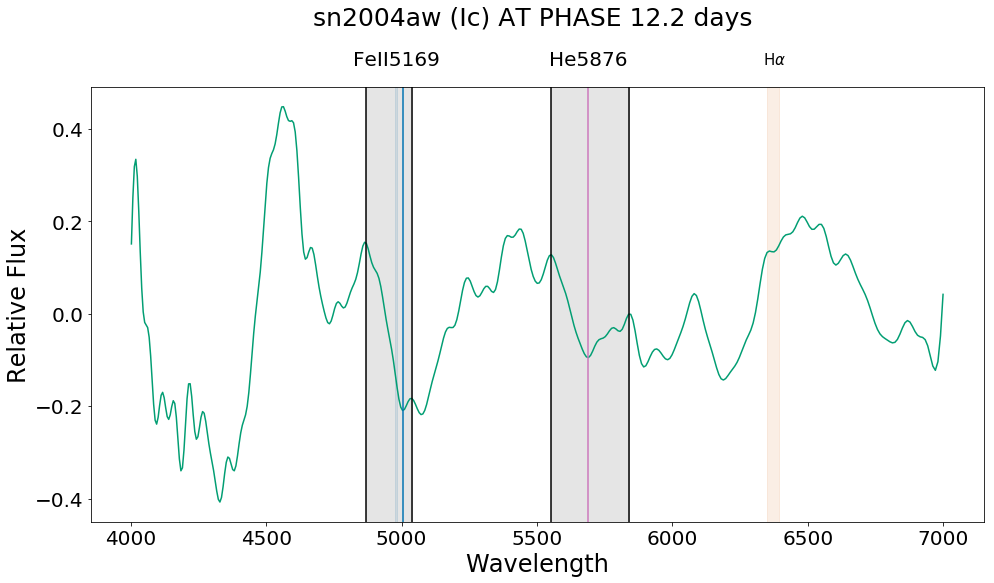 sn2004aw (Ic) AT PHASE 12.2 days
FeII5169 He5876 Hα
Relative Flux
0.4
0.2
0.0
−0.2
−0.4
4000 4500 5000 5500 6000 6500 7000
Wavelength